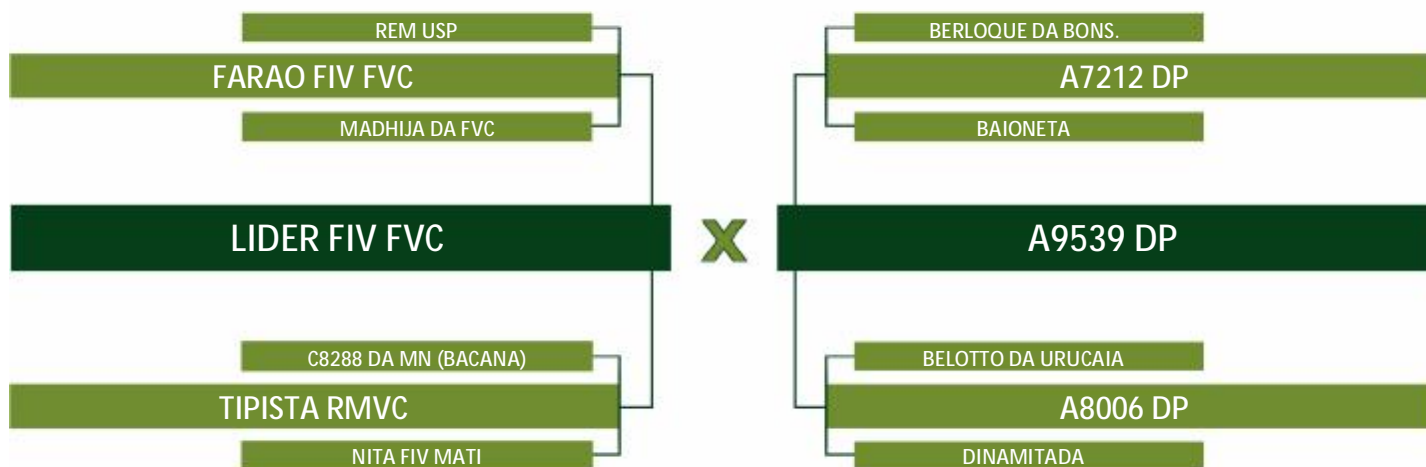 REM USP
FARAO FIV FVC
MADHIJA DA FVC
LIDER FIV FVC
C8288 DA MN (BACANA)
TIPISTA RMVC
NITA FIV MATI
X
BERLOQUE DA BONS.
A7212 DP
BAIONETA
A9539 DP
BELOTTO DA URUCAIA
A8006 DP
DINAMITADA